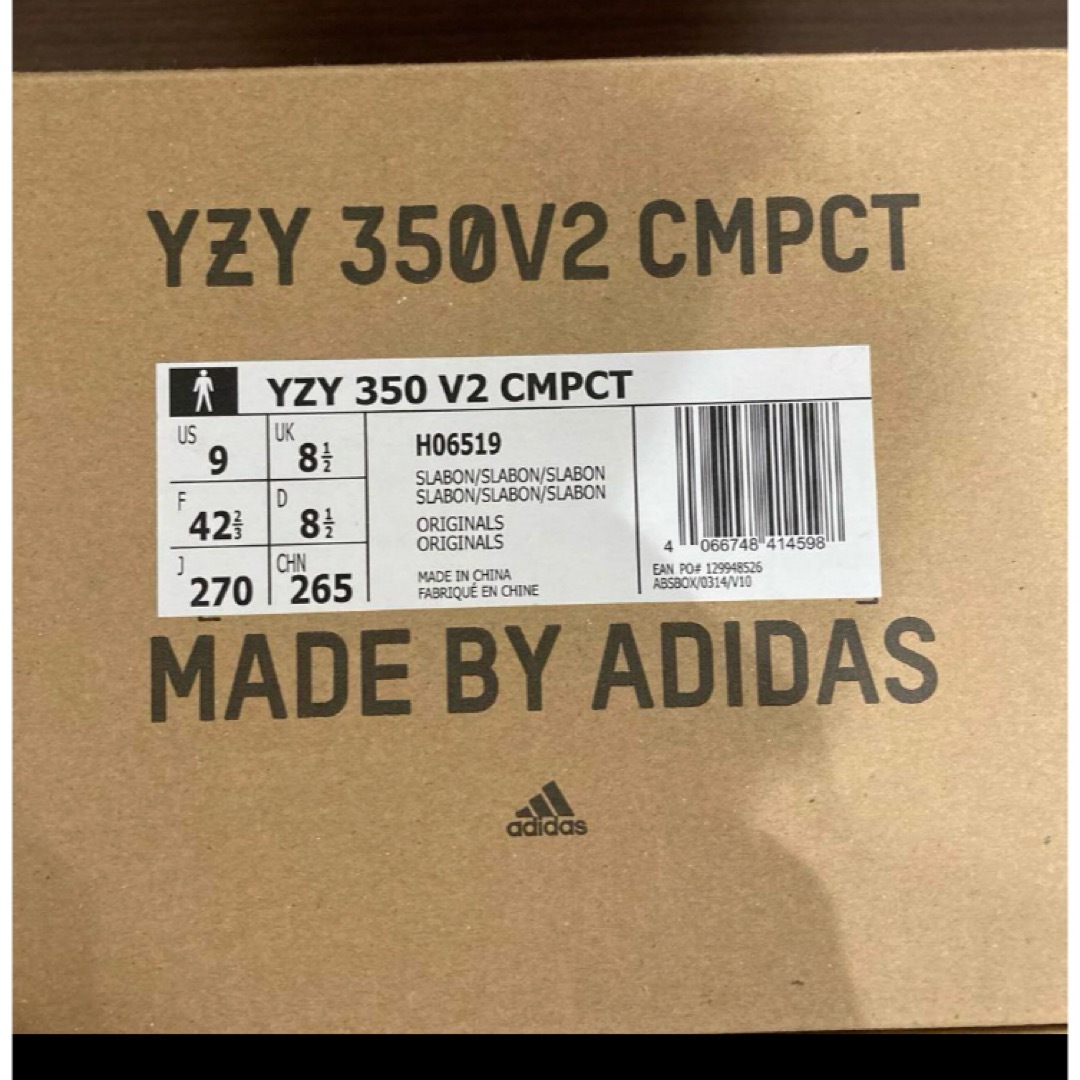 YZY 350V2 CMPCT
YZY 350 V2 CMPCT
US 9
UK 8½
F 42⅔
D 8½
J 270
CHN 265
H06519
SLABON/SLABON/SLABON
SLABON/SLABON/SLABON
ORIGINALS
ORIGINALS
MADE IN CHINA
FABRIQUÉ EN CHINE
4 066748 414598
EAN PO# 129948526
ABSBOX/0314/V10
MADE BY ADIDAS
adidas